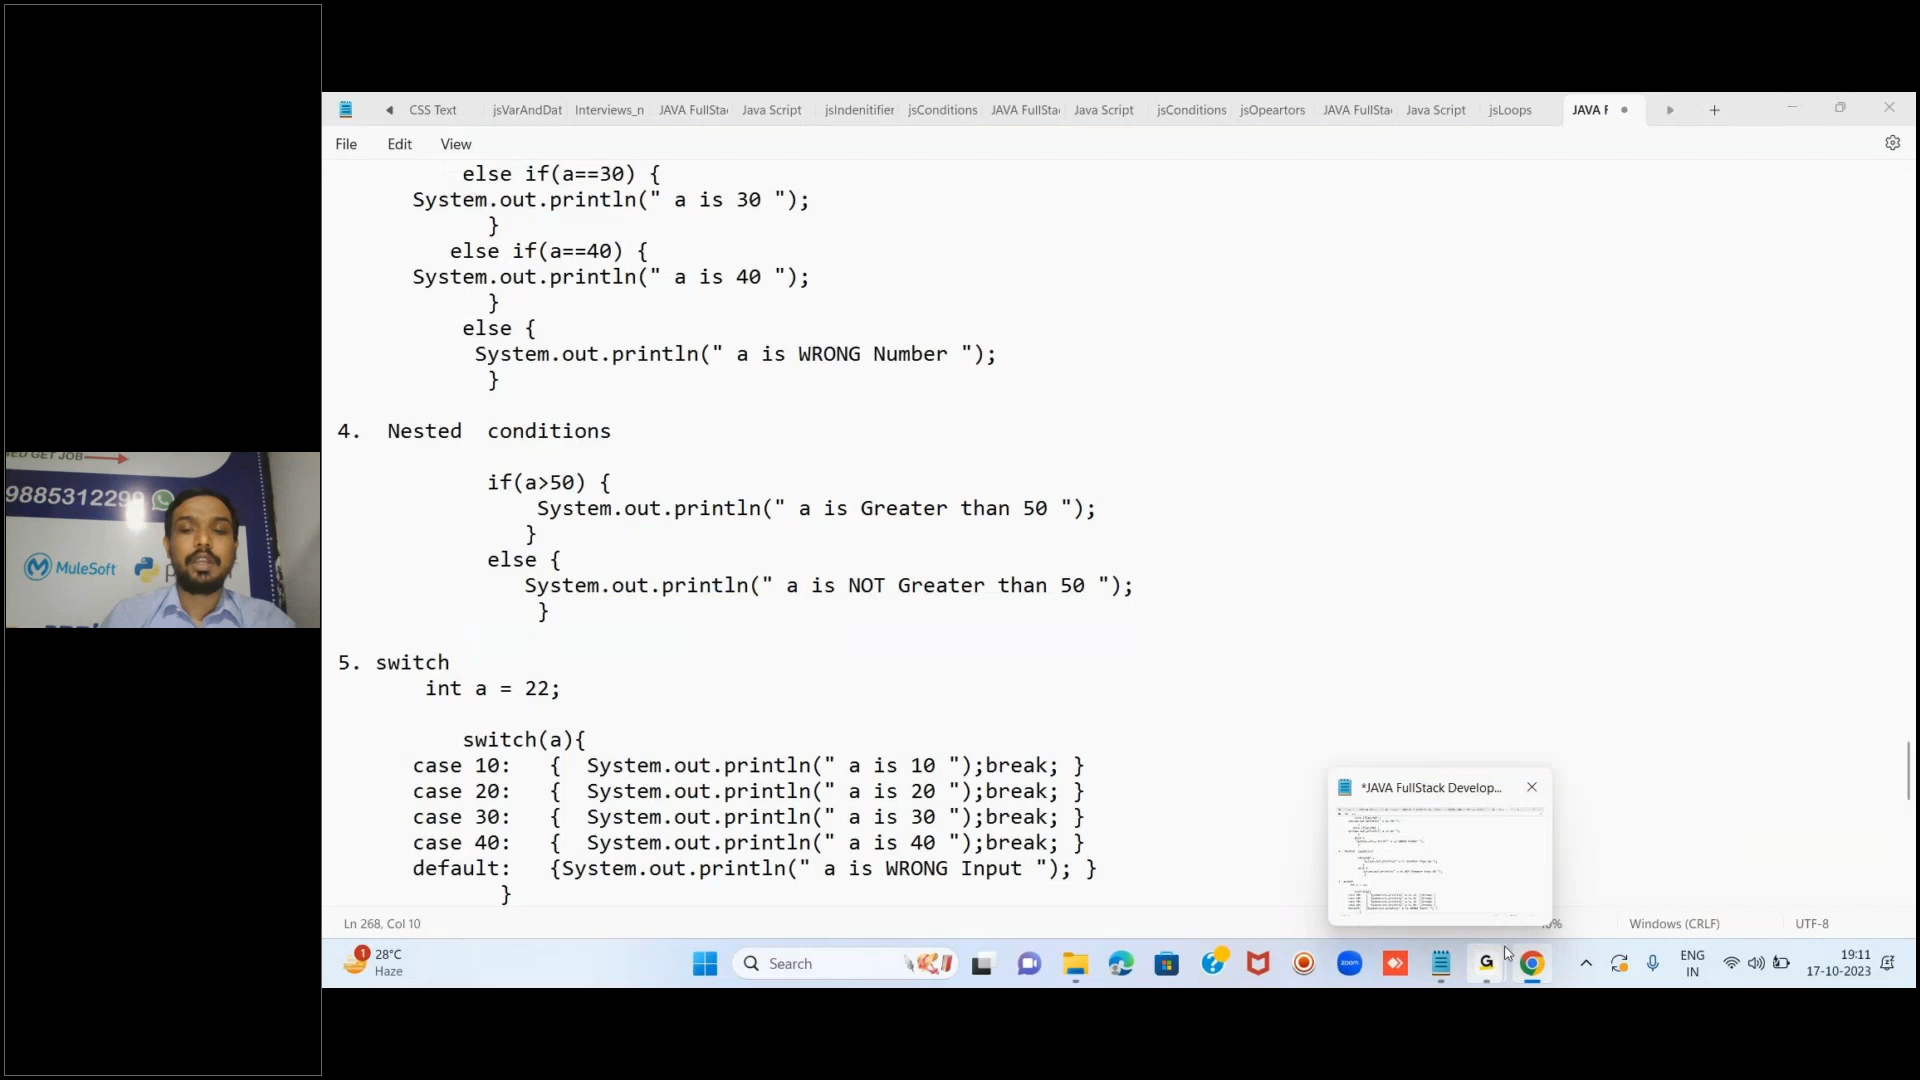 ED GET JOB
9885312299
MuleSoft
CSS Text
jsVarAndDat
Interviews_n
JAVA FullSta
Java Script
jsIndenitifier
jsConditions
JAVA FullSta
Java Script
jsConditions
jsOpeartors
JAVA FullSta
Java Script
jsLoops
JAVA F
File Edit View
else if(a==30) {
System.out.println(" a is 30 ");
}
else if(a==40) {
System.out.println(" a is 40 ");
}
else {
System.out.println(" a is WRONG Number ");
}
4. Nested conditions
if(a>50) {
System.out.println(" a is Greater than 50 ");
}
else {
System.out.println(" a is NOT Greater than 50 ");
}
5. switch
int a = 22;
switch(a){
case 10: { System.out.println(" a is 10 ");break; }
case 20: { System.out.println(" a is 20 ");break; }
case 30: { System.out.println(" a is 30 ");break; }
case 40: { System.out.println(" a is 40 ");break; }
default: {System.out.println(" a is WRONG Input "); }
}
*JAVA FullStack Develop...
Ln 268, Col 10
Windows (CRLF)
UTF-8
1
28°C
Haze
Search
zoom
G
ENG
IN
19:11
17-10-2023